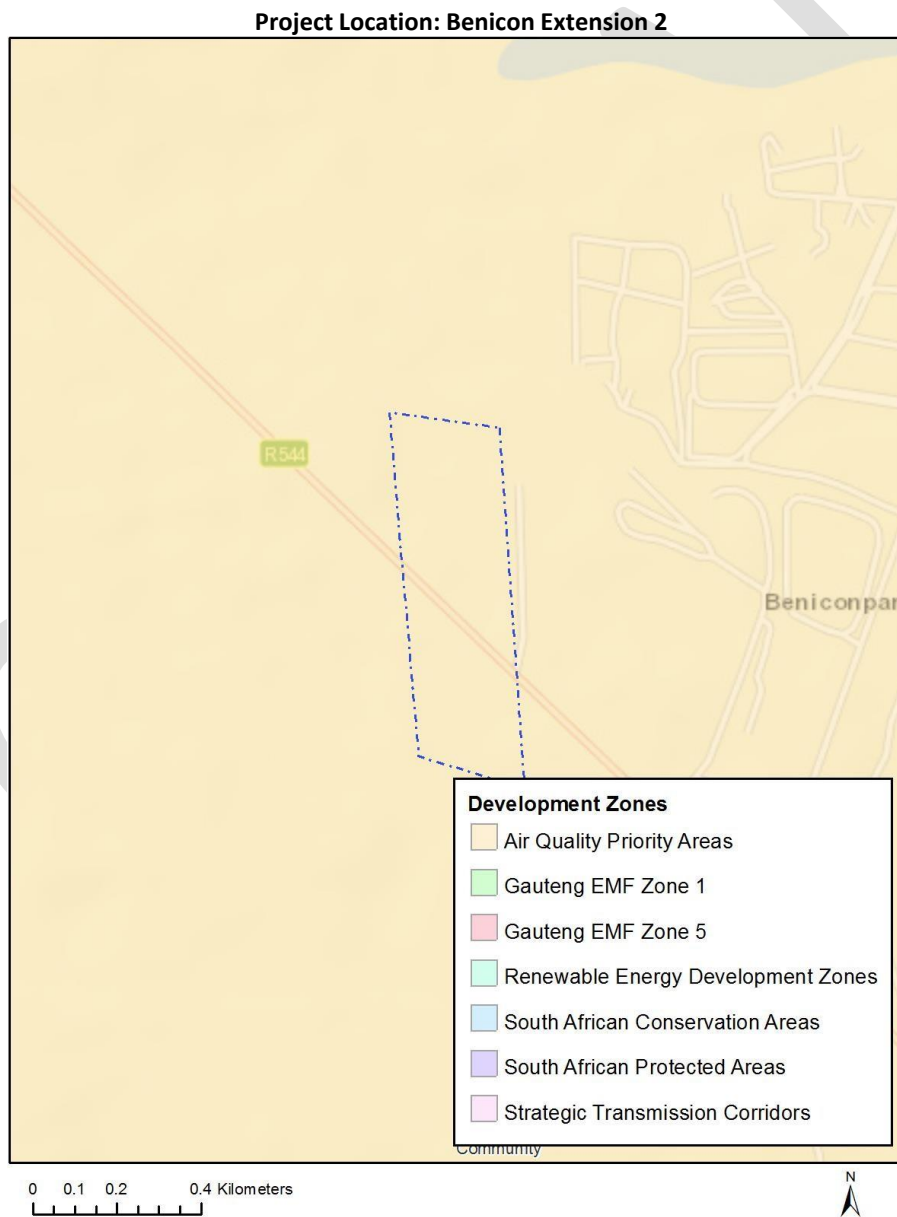 Project Location: Benicon Extension 2
R544
Beniconpar
Development Zones
Air Quality Priority Areas
Gauteng EMF Zone 1
Gauteng EMF Zone 5
Renewable Energy Development Zones
South African Conservation Areas
South African Protected Areas
Strategic Transmission Corridors
Community
0 0.1 0.2 0.4 Kilometers
N